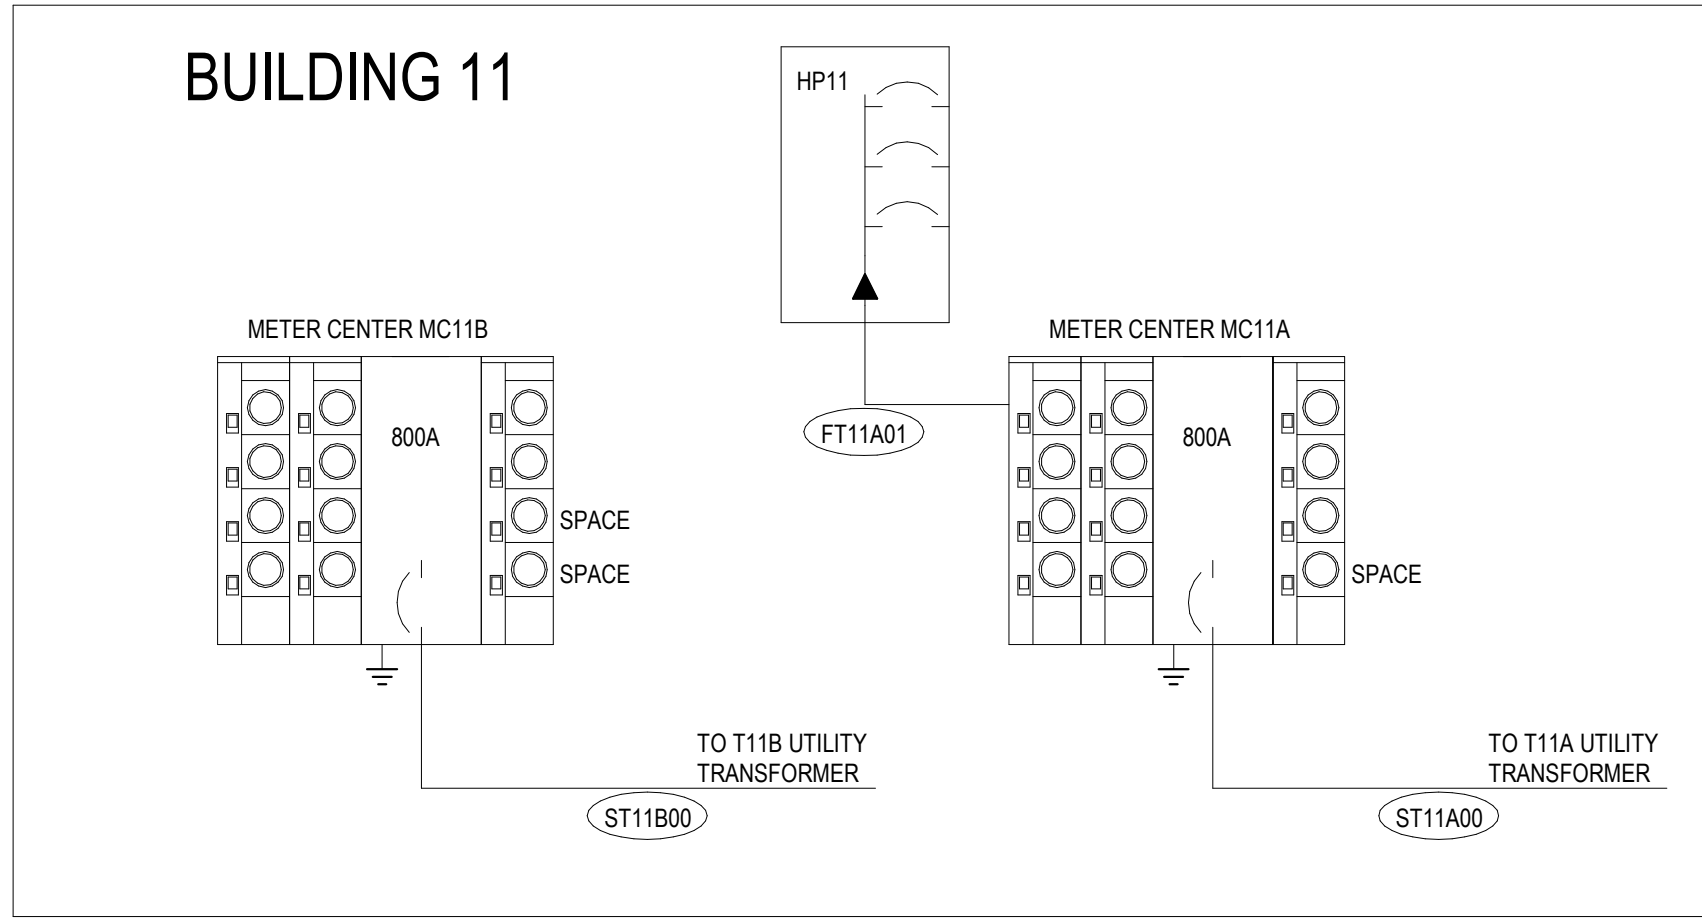 BUILDING 11
HP11
METER CENTER MC11B
METER CENTER MC11A
FT11A01
800A
800A
SPACE
SPACE
SPACE
TO T11B UTILITY
TRANSFORMER
TO T11A UTILITY
TRANSFORMER
ST11B00
ST11A00